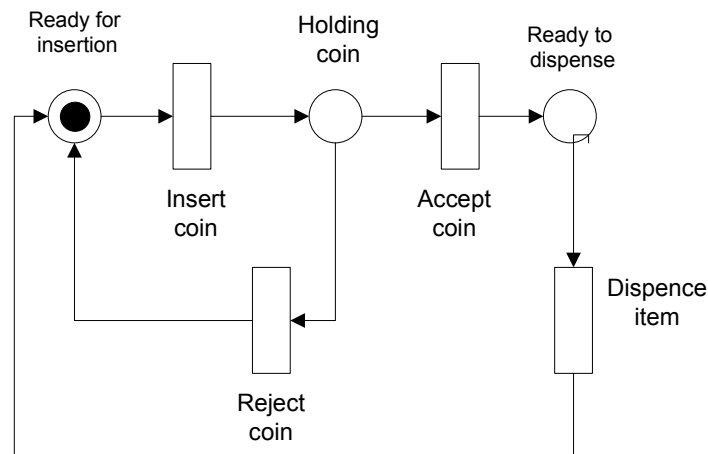 Ready for
insertion
Holding
coin
Ready to
dispense
Insert
coin
Accept
coin
Dispence
item
Reject
coin